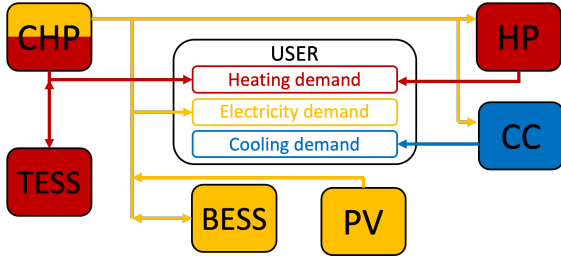 CHP
HP
USER
Heating demand
Electricity demand
Cooling demand
CC
TESS
BESS
PV